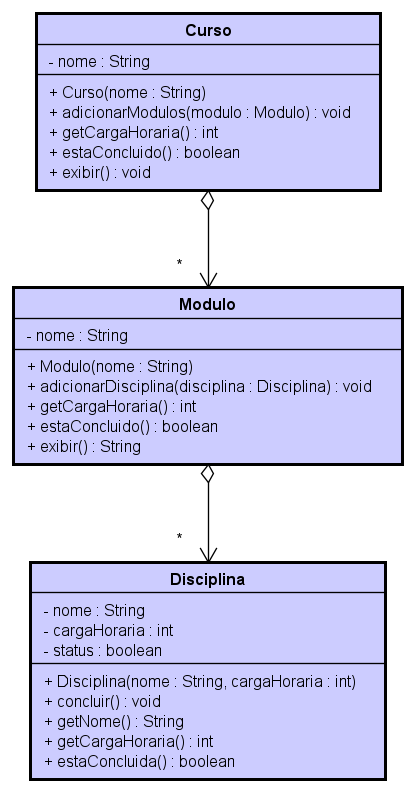 Curso
- nome : String
+ Curso(nome : String)
+ adicionarModulos(modulo : Modulo) : void
+ getCargaHoraria() : int
+ estaConcluido() : boolean
+ exibir() : void
*
Modulo
- nome : String
+ Modulo(nome : String)
+ adicionarDisciplina(disciplina : Disciplina) : void
+ getCargaHoraria() : int
+ estaConcluido() : boolean
+ exibir() : String
*
Disciplina
- nome : String
- cargaHoraria : int
- status : boolean
+ Disciplina(nome : String, cargaHoraria : int)
+ concluir() : void
+ getNome() : String
+ getCargaHoraria() : int
+ estaConcluida() : boolean